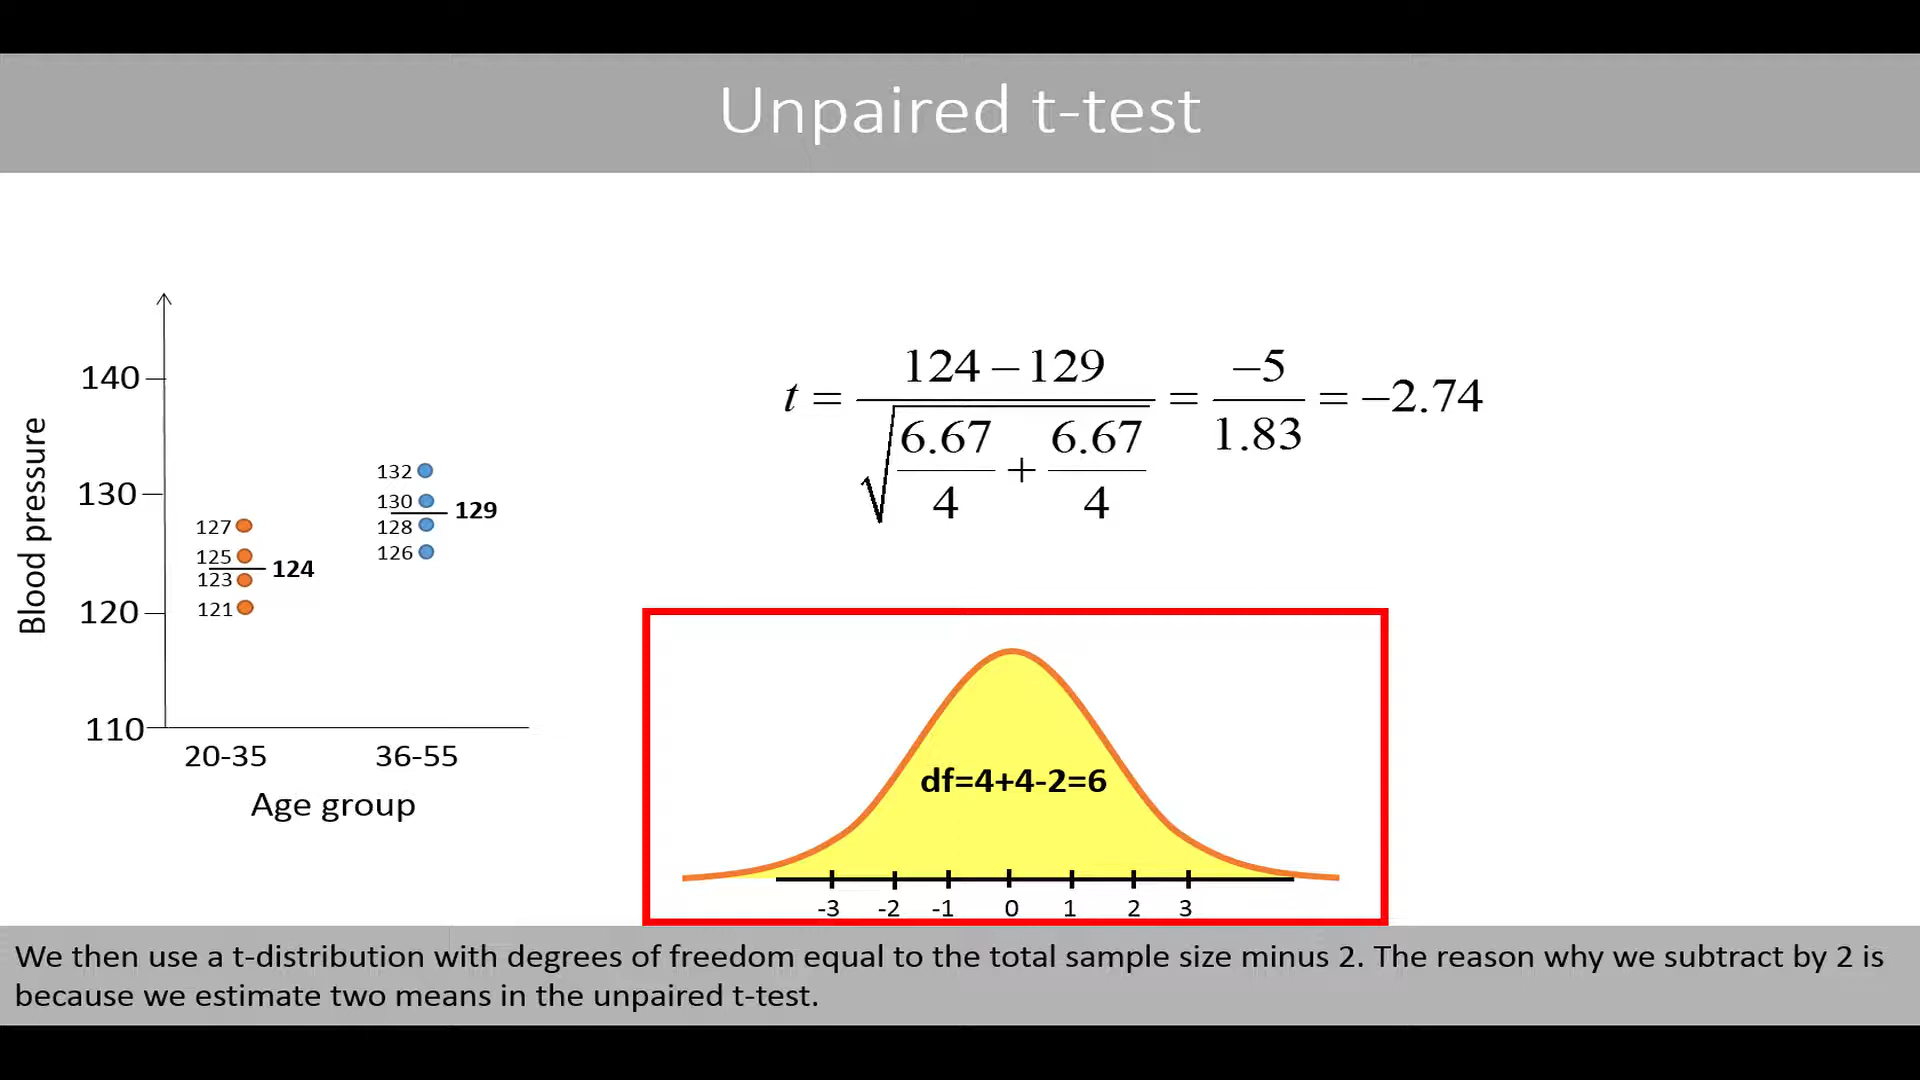 Unpaired t-test
Blood pressure
140
130
120
110
132
130
128
126
129
127
125
123
121
124
20-35 36-55
Age group
t = (124 − 129) / √(6.67/4 + 6.67/4) = −5/1.83 = −2.74
df=4+4-2=6
-3 -2 -1 0 1 2 3
We then use a t-distribution with degrees of freedom equal to the total sample size minus 2. The reason why we subtract by 2 is
because we estimate two means in the unpaired t-test.